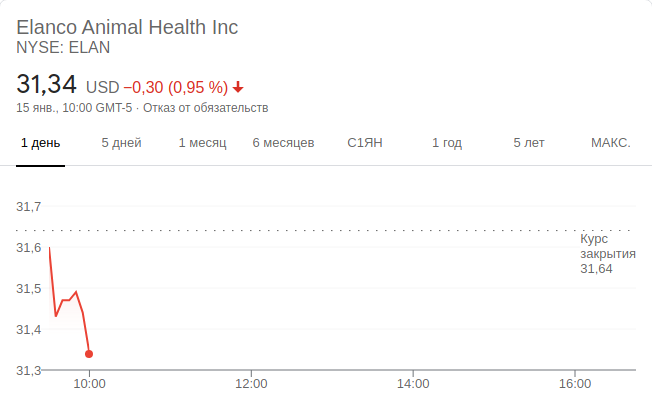 Elanco Animal Health Inc
NYSE: ELAN
31,34 USD −0,30 (0,95 %)
15 янв., 10:00 GMT-5 · Отказ от обязательств
1 день 5 дней 1 месяц 6 месяцев С1ЯН 1 год 5 лет МАКС.
31,7
31,6
31,5
31,4
31,3
Курс
закрытия
31,64
10:00 12:00 14:00 16:00